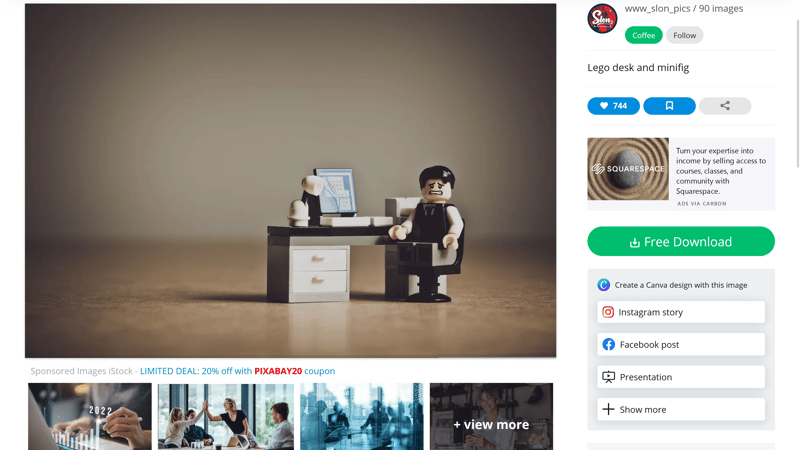 www_slon_pics / 90 images
Slon
Coffee
Follow
Lego desk and minifig
744
SQUARESPACE
Turn your expertise into
income by selling access to
courses, classes, and
community with
Squarespace.
ADS VIA CARBON
Free Download
Create a Canva design with this image
Instagram story
Facebook post
Presentation
Show more
Sponsored Images iStock - LIMITED DEAL: 20% off with PIXABAY20 coupon
2022
+ view more